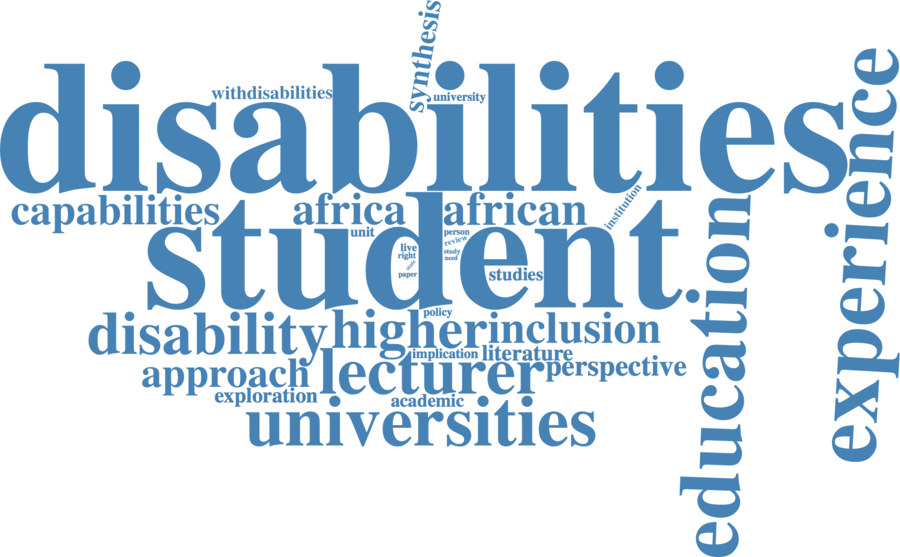 synthesis
disabilities
withdisabilities
university
experience
capabilities
africa
african
institution
student
unit
person
review
live
right
study
need
state
paper
studies
education
policy
disability
higher
inclusion
implication
literature
approach
lecturer
perspective
exploration
academic
universities